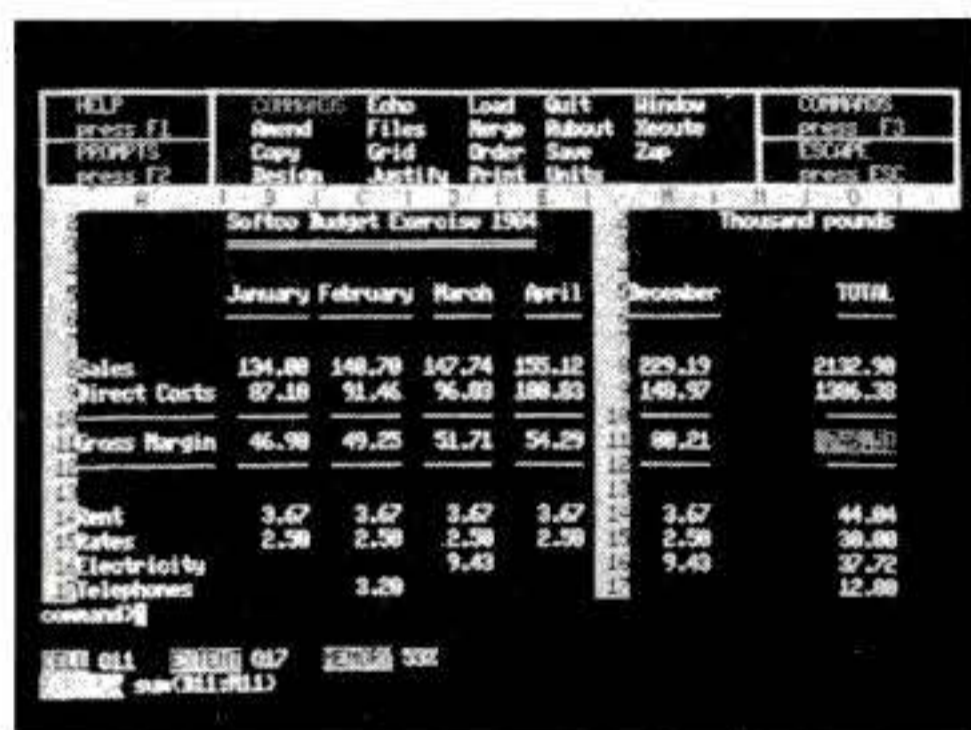 HELP COMMANDS Echo Load Quit Window COMMANDS
press F1 Amend Files Merge Rubout Xecute press F3
PROMPTS Copy Grid Order Save Zap ESCAPE
press F2 Design Justify Print Units press ESC
A B C D E M N O
Softco Budget Exercise 1984 Thousand pounds
January February March April December TOTAL
Sales 134.00 140.70 147.74 155.12 229.19 2132.90
Direct Costs 87.10 91.46 96.03 100.83 148.97 1386.38
Gross Margin 46.90 49.25 51.71 54.29 80.21
Rent 3.67 3.67 3.67 3.67 3.67 44.04
Rates 2.50 2.50 2.50 2.50 2.50 30.00
Electricity 9.43 9.43 37.72
Telephones 3.20 12.80
command>
CELL O11 EXTENT O17 MEMORY 53%
sum(B11:M11)